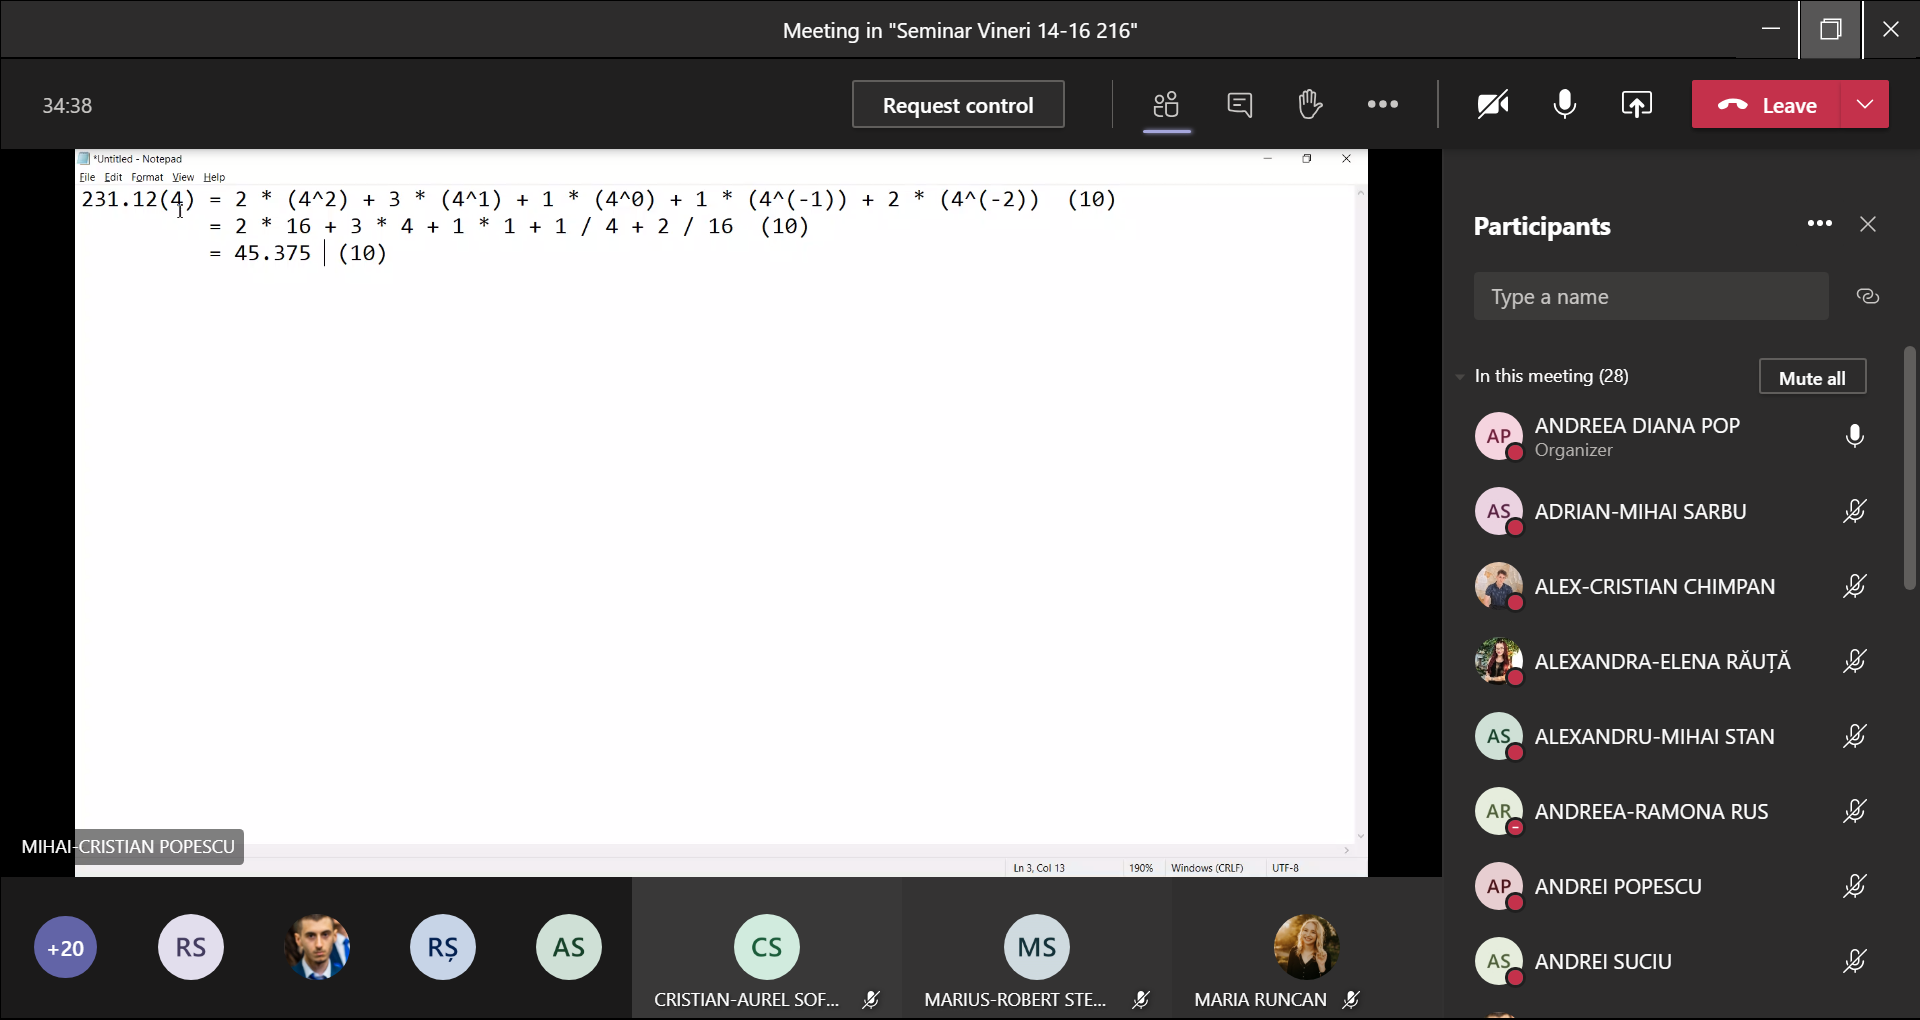 Meeting in "Seminar Vineri 14-16 216"
34:38
Request control
Leave
*Untitled - Notepad
File Edit Format View Help
231.12(4) = 2 * (4^2) + 3 * (4^1) + 1 * (4^0) + 1 * (4^(-1)) + 2 * (4^(-2)) (10)
= 2 * 16 + 3 * 4 + 1 * 1 + 1 / 4 + 2 / 16 (10)
= 45.375 (10)
Ln 3, Col 13 190% Windows (CRLF) UTF-8
MIHAI-CRISTIAN POPESCU
+20
RS
RȘ
AS
CS
CRISTIAN-AUREL SOF...
MS
MARIUS-ROBERT STE...
MARIA RUNCAN
Participants
Type a name
In this meeting (28)
Mute all
AP
ANDREEA DIANA POP
Organizer
AS
ADRIAN-MIHAI SARBU
ALEX-CRISTIAN CHIMPAN
ALEXANDRA-ELENA RĂUȚĂ
AS
ALEXANDRU-MIHAI STAN
AR
ANDREEA-RAMONA RUS
AP
ANDREI POPESCU
AS
ANDREI SUCIU